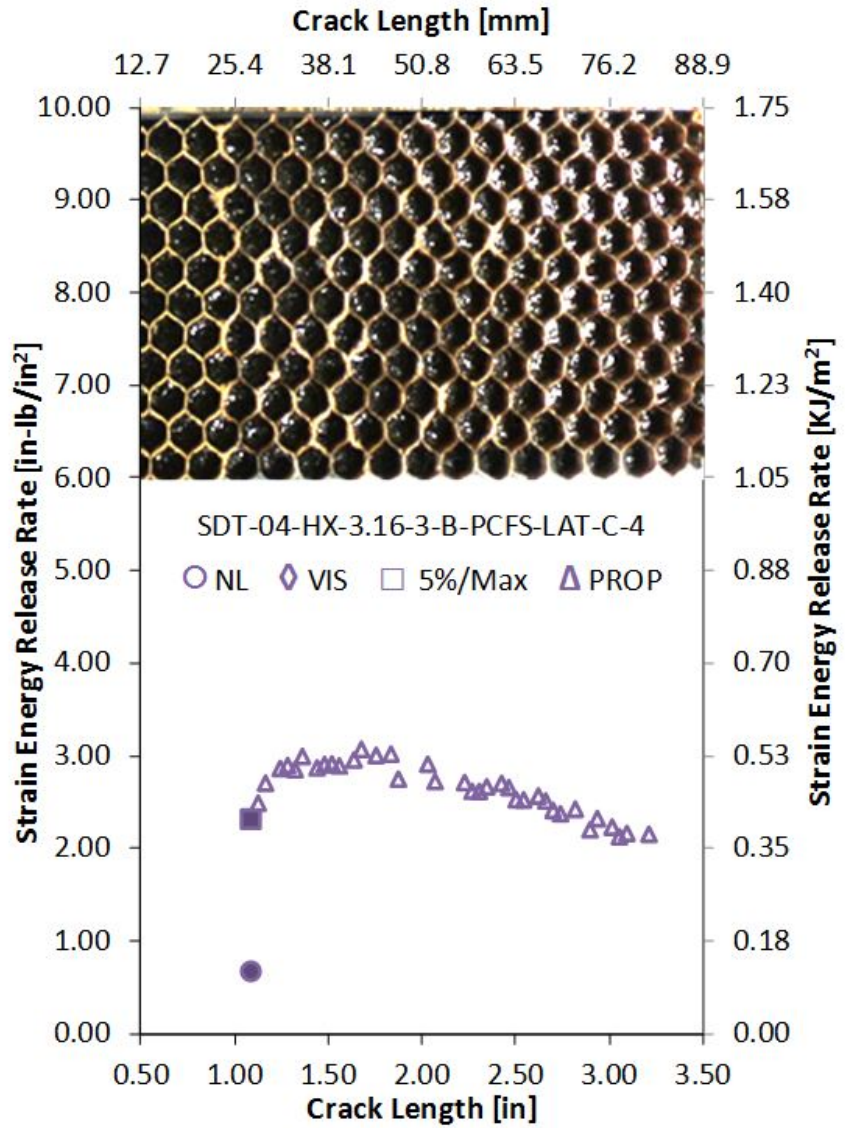 Crack Length [mm]
12.7 25.4 38.1 50.8 63.5 76.2 88.9
10.00 1.75
9.00 1.58
8.00 1.40
7.00 1.23
6.00 1.05
5.00 0.88
4.00 0.70
3.00 0.53
2.00 0.35
1.00 0.18
0.00 0.00
Strain Energy Release Rate [in-lb/in²]
Strain Energy Release Rate [KJ/m²]
SDT-04-HX-3.16-3-B-PCFS-LAT-C-4
NL VIS 5%/Max PROP
0.50 1.00 1.50 2.00 2.50 3.00 3.50
Crack Length [in]